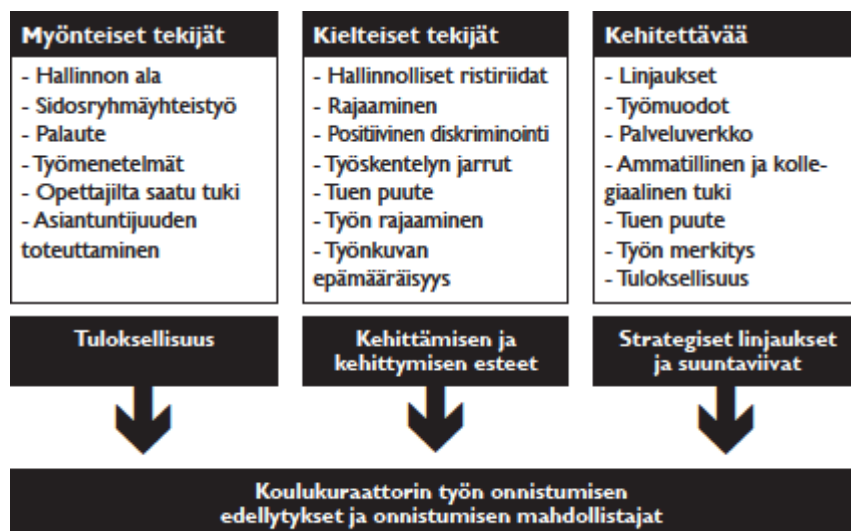 Myönteiset tekijät
- Hallinnon ala
- Sidosryhmäyhteistyö
- Palaute
- Työmenetelmät
- Opettajilta saatu tuki
- Asiantuntijuuden
toteuttaminen
Tuloksellisuus
Kielteiset tekijät
- Hallinnolliset ristiriidat
- Rajaaminen
- Positiivinen diskriminointi
- Työskentelyn jarrut
- Tuen puute
- Työn rajaaminen
- Työnkuvan
epämääräisyys
Kehittämisen ja
kehittymisen esteet
Kehitettävää
- Linjaukset
- Työmuodot
- Palveluverkko
- Ammatillinen ja kolle-
giaalinen tuki
- Tuen puute
- Työn merkitys
- Tuloksellisuus
Strategiset linjaukset
ja suuntaviivat
Koulukuraattorin työn onnistumisen
edellytykset ja onnistumisen mahdollistajat